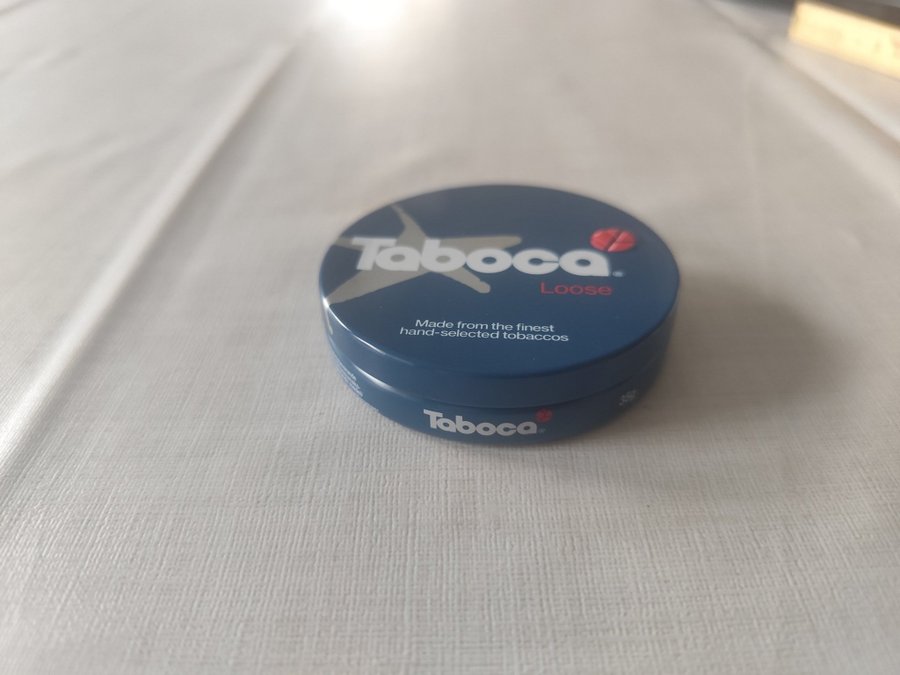 Taboca
Loose
Made from the finest
hand-selected tobaccos
Taboca